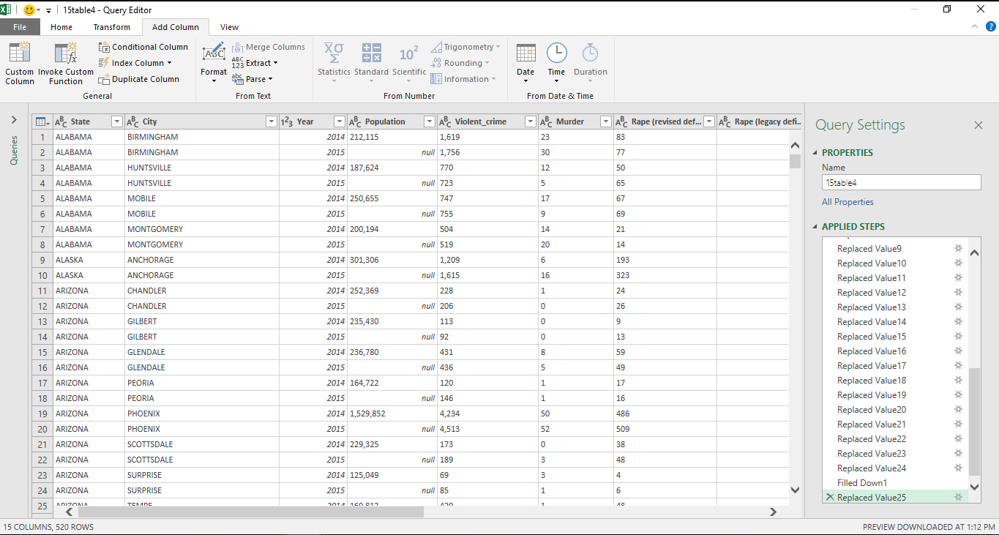 15table4 - Query Editor
File Home Transform Add Column View
Custom Column
Invoke Custom Function
Conditional Column
Index Column
Duplicate Column
General
Format
Merge Columns
Extract
Parse
From Text
Statistics
Standard
Scientific
Trigonometry
Rounding
Information
From Number
Date
Time
Duration
From Date & Time
Queries
State City Year Population Violent_crime Murder Rape (revised def... Rape (legacy defi...
1 ALABAMA BIRMINGHAM 2014 212,115 1,619 23 83
2 ALABAMA BIRMINGHAM 2015 null 1,756 30 77
3 ALABAMA HUNTSVILLE 2014 187,624 770 12 50
4 ALABAMA HUNTSVILLE 2015 null 723 5 65
5 ALABAMA MOBILE 2014 250,655 747 17 67
6 ALABAMA MOBILE 2015 null 755 9 69
7 ALABAMA MONTGOMERY 2014 200,194 504 14 21
8 ALABAMA MONTGOMERY 2015 null 519 20 14
9 ALASKA ANCHORAGE 2014 301,306 1,209 6 193
10 ALASKA ANCHORAGE 2015 null 1,615 16 323
11 ARIZONA CHANDLER 2014 252,369 228 1 24
12 ARIZONA CHANDLER 2015 null 206 0 26
13 ARIZONA GILBERT 2014 235,430 113 0 9
14 ARIZONA GILBERT 2015 null 92 0 13
15 ARIZONA GLENDALE 2014 236,780 431 8 59
16 ARIZONA GLENDALE 2015 null 436 5 49
17 ARIZONA PEORIA 2014 164,722 120 1 17
18 ARIZONA PEORIA 2015 null 146 1 16
19 ARIZONA PHOENIX 2014 1,529,852 4,234 50 486
20 ARIZONA PHOENIX 2015 null 4,513 52 509
21 ARIZONA SCOTTSDALE 2014 229,325 173 0 38
22 ARIZONA SCOTTSDALE 2015 null 189 3 48
23 ARIZONA SURPRISE 2014 125,049 69 3 4
24 ARIZONA SURPRISE 2015 null 85 1 6
25 ARIZONA TEMPE 2014
Query Settings
PROPERTIES
Name
15table4
All Properties
APPLIED STEPS
Replaced Value9
Replaced Value10
Replaced Value11
Replaced Value12
Replaced Value13
Replaced Value14
Replaced Value15
Replaced Value16
Replaced Value17
Replaced Value18
Replaced Value19
Replaced Value20
Replaced Value21
Replaced Value22
Replaced Value23
Replaced Value24
Filled Down1
Replaced Value25
15 COLUMNS, 520 ROWS
PREVIEW DOWNLOADED AT 1:12 PM